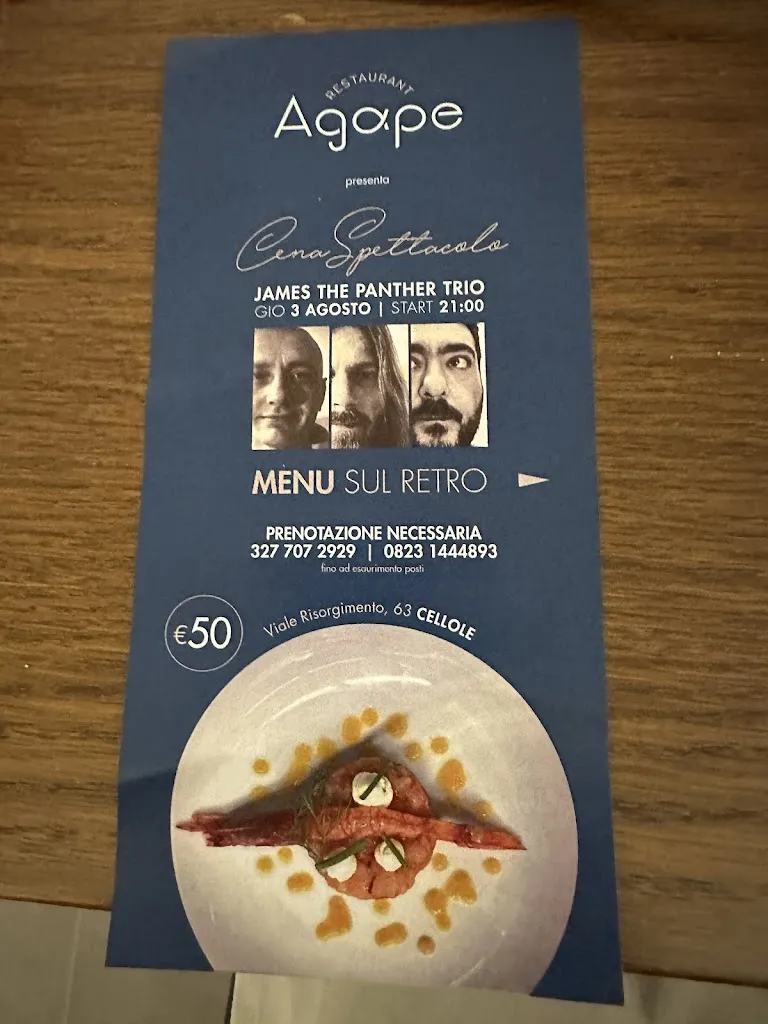 RESTAURANT
Agape
presenta
Cena Spettacolo
JAMES THE PANTHER TRIO
GIO 3 AGOSTO | START 21:00
MÈNU SUL RETRO
PRENOTAZIONE NECESSARIA
327 707 2929 | 0823 1444893
fino ad esaurimento posti
Viale Risorgimento, 63 CELLOLE
€50